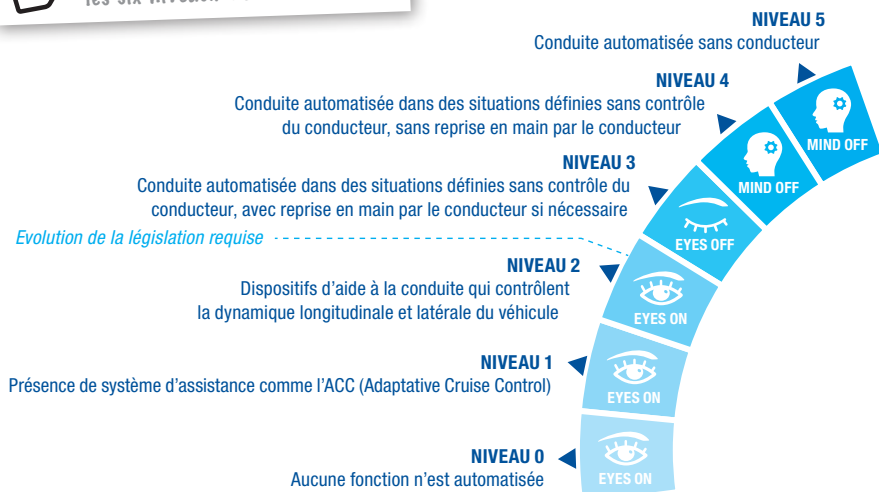 les six niveaux
NIVEAU 5
Conduite automatisée sans conducteur
NIVEAU 4
Conduite automatisée dans des situations définies sans contrôle
du conducteur, sans reprise en main par le conducteur
MIND OFF
NIVEAU 3
Conduite automatisée dans des situations définies sans contrôle du
conducteur, avec reprise en main par le conducteur si nécessaire
MIND OFF
Evolution de la législation requise
EYES OFF
NIVEAU 2
Dispositifs d'aide à la conduite qui contrôlent
la dynamique longitudinale et latérale du véhicule
EYES ON
NIVEAU 1
Présence de système d'assistance comme l'ACC (Adaptative Cruise Control)
EYES ON
NIVEAU 0
Aucune fonction n'est automatisée
EYES ON